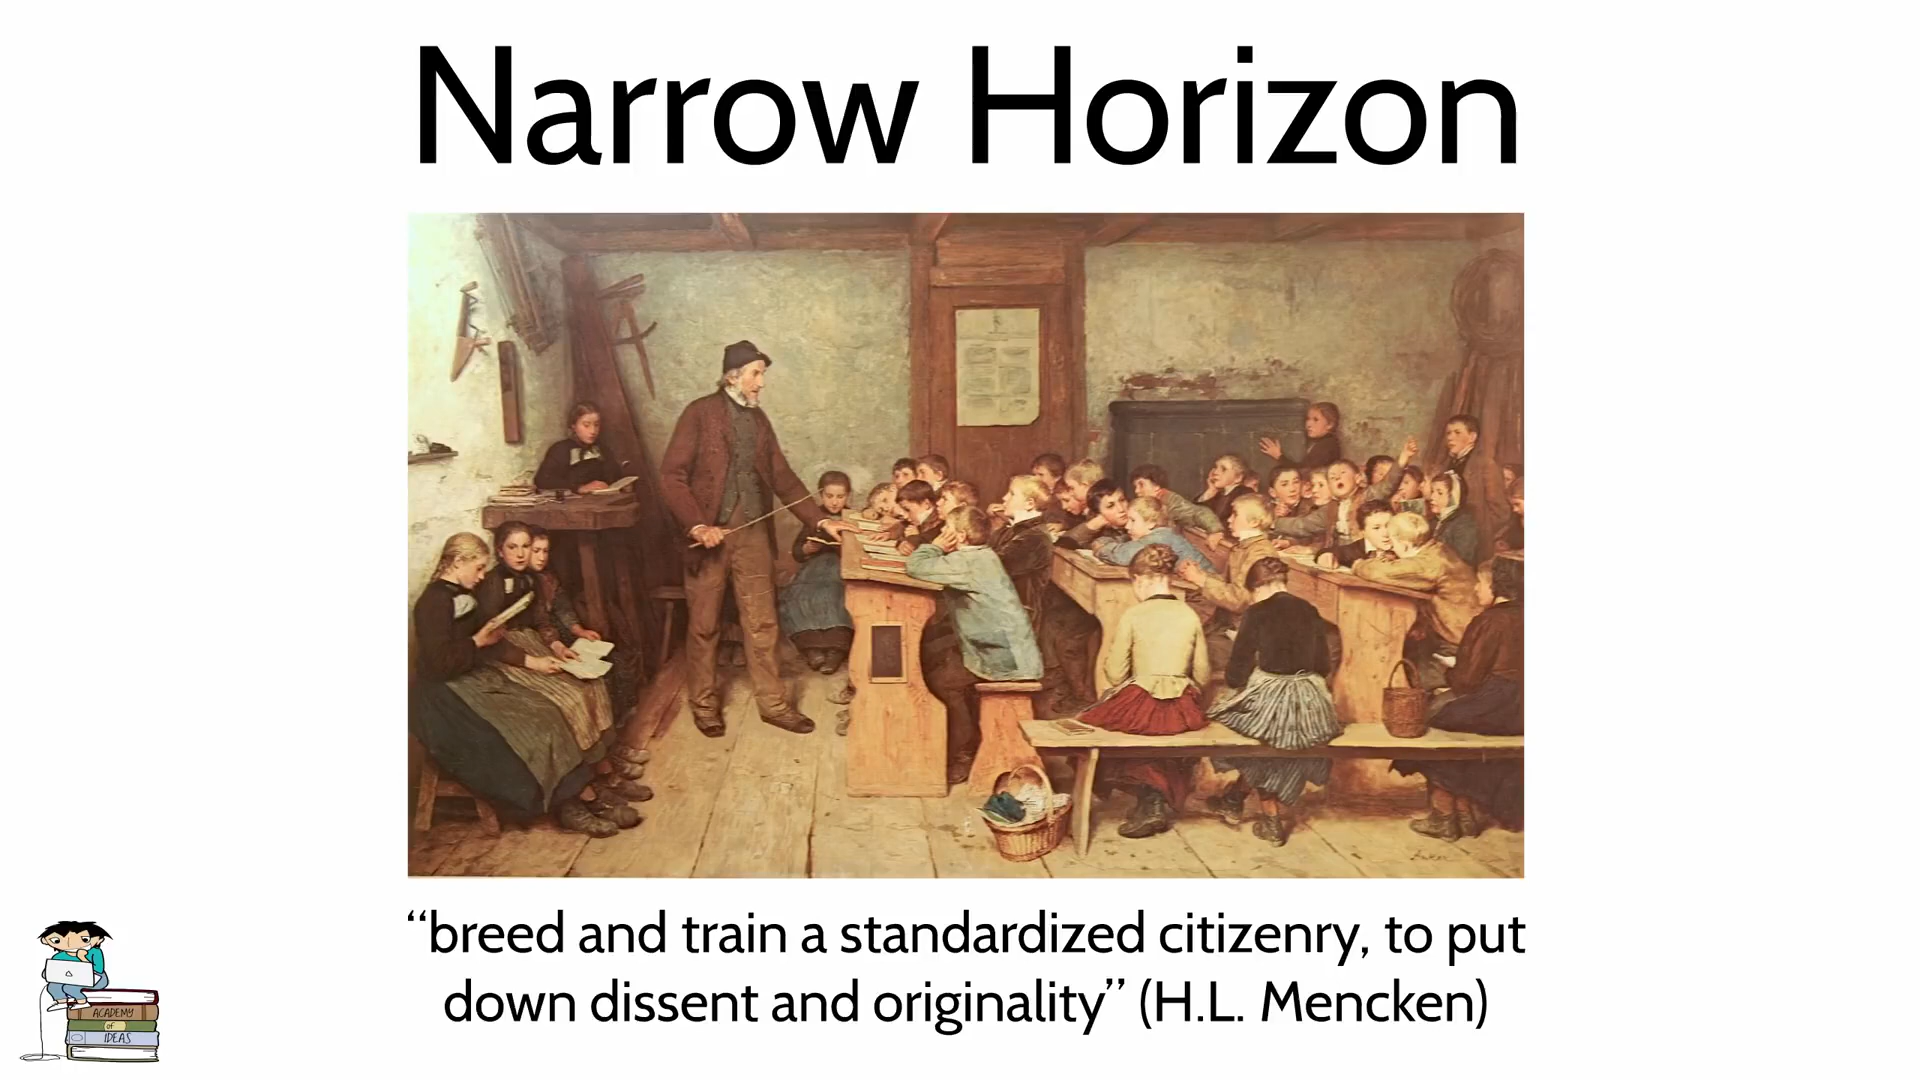 Narrow Horizon
“breed and train a standardized citizenry, to put
down dissent and originality” (H.L. Mencken)
ACADEMY
of
IDEAS